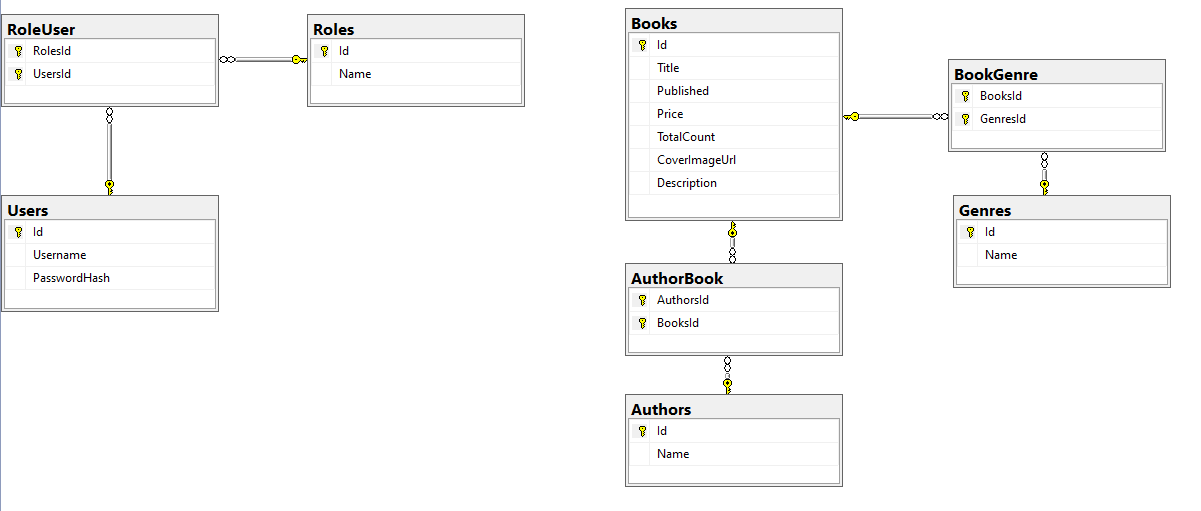 RoleUser
RolesId
UsersId
Roles
Id
Name
Users
Id
Username
PasswordHash
Books
Id
Title
Published
Price
TotalCount
CoverImageUrl
Description
BookGenre
BooksId
GenresId
Genres
Id
Name
AuthorBook
AuthorsId
BooksId
Authors
Id
Name